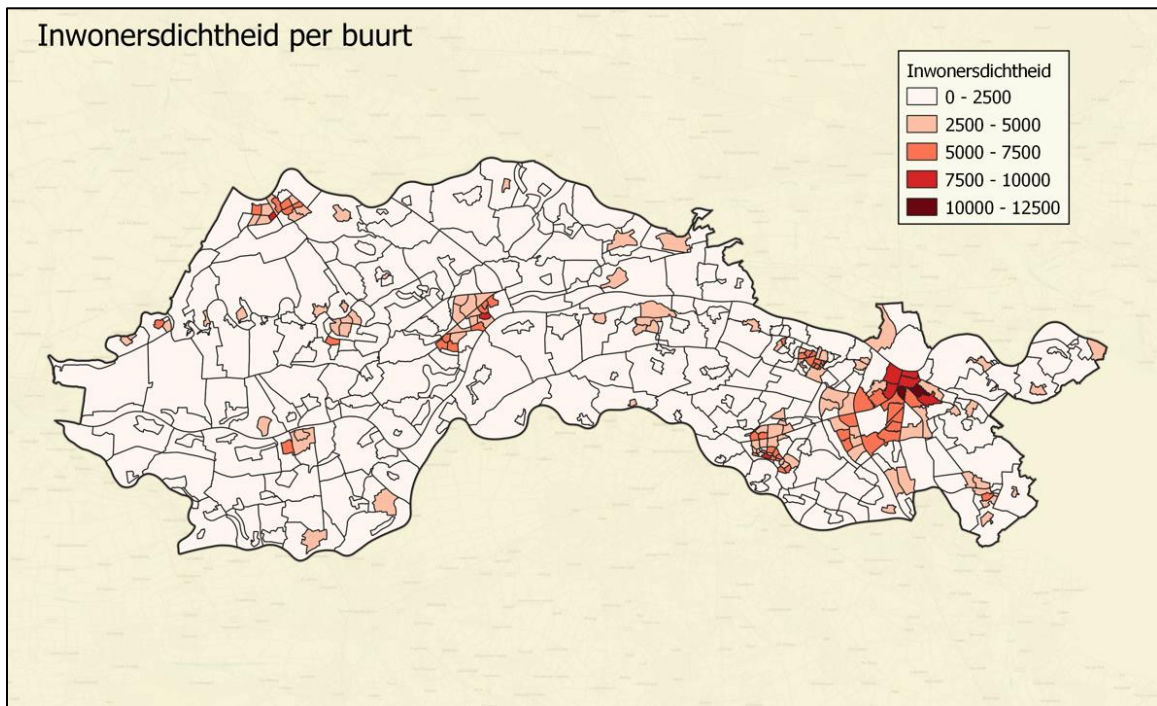 Inwonersdichtheid per buurt
Inwonersdichtheid
0 - 2500
2500 - 5000
5000 - 7500
7500 - 10000
10000 - 12500